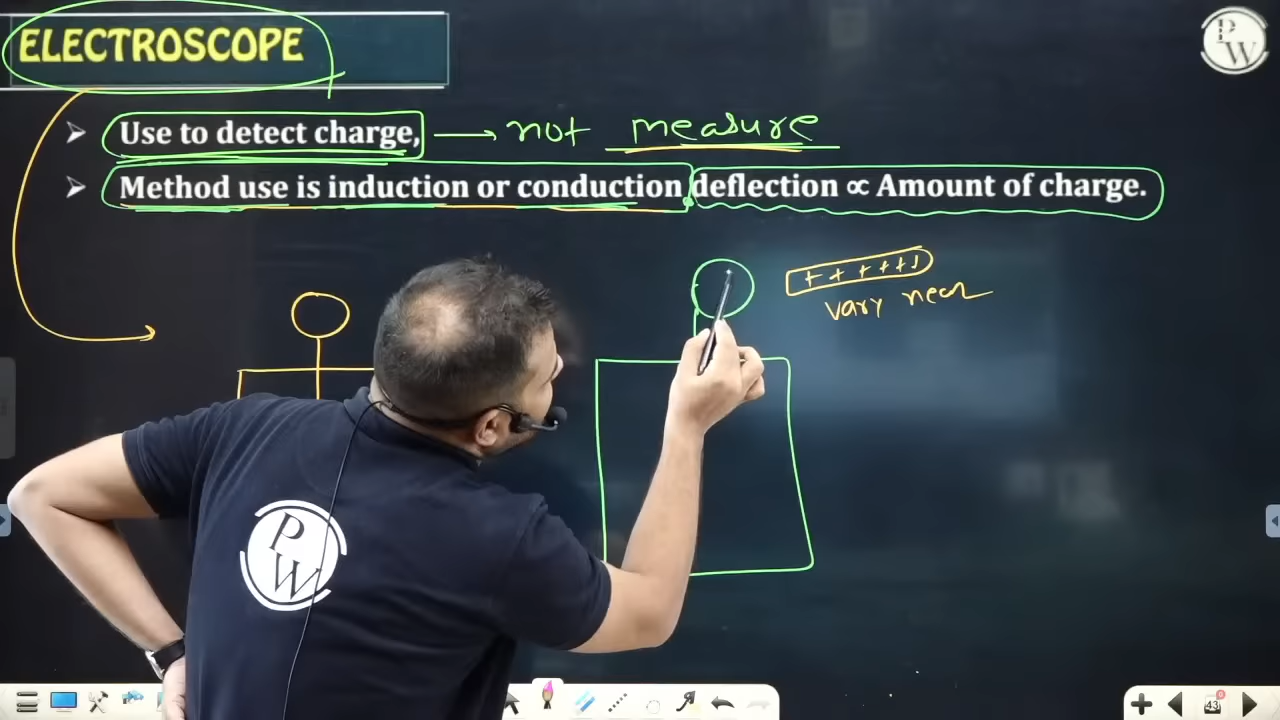 ELECTROSCOPE
P
W
➤ Use to detect charge, → not measure
➤ Method use is induction or conduction, deflection ∝ Amount of charge.
+ + + + + +
vary near
P
W
43